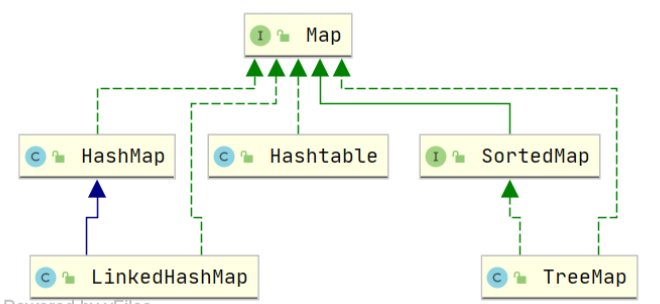 I Map
C HashMap
C Hashtable
I SortedMap
C LinkedHashMap
C TreeMap
Powered by yFiles